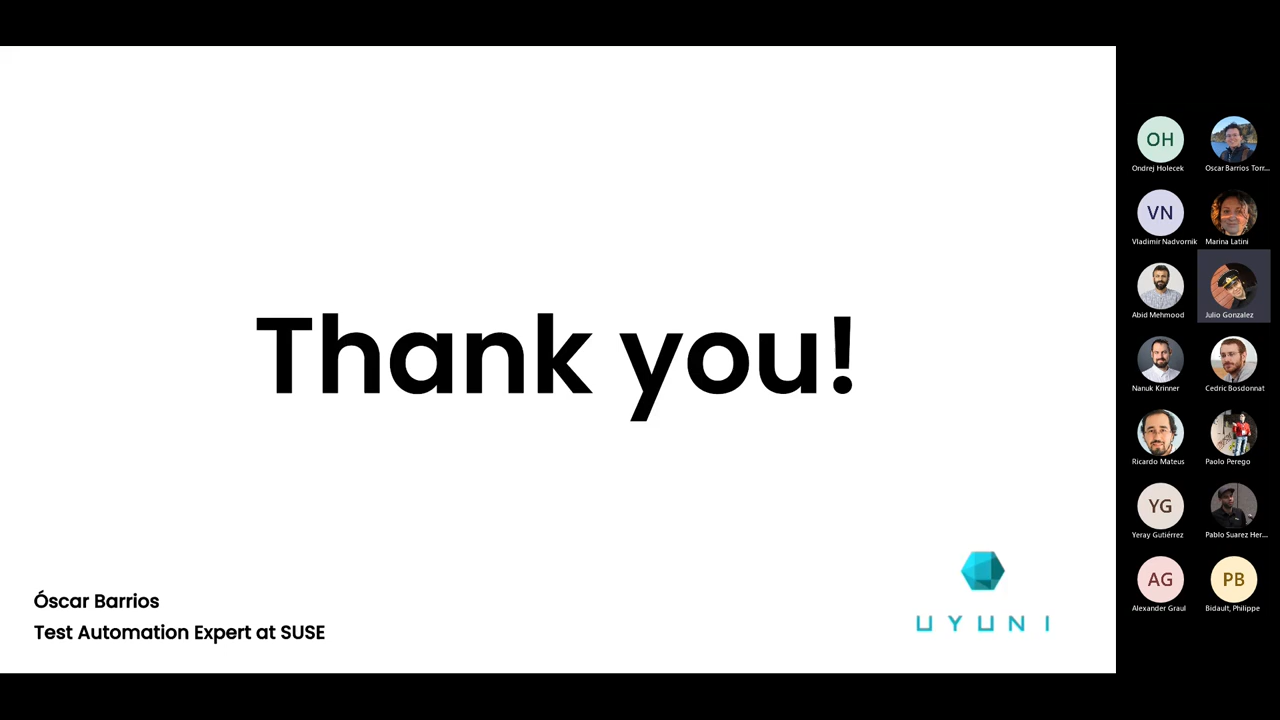 Thank you!
Óscar Barrios
Test Automation Expert at SUSE
UYUNI
OH
Ondrej Holecek
Oscar Barrios Torr...
VN
Vladimir Nadvornik
Marina Latini
Abid Mehmood
Julio Gonzalez
Nanuk Krinner
Cedric Bosdonnat
Ricardo Mateus
Paolo Perego
YG
Yeray Gutiérrez
Pablo Suarez Her...
AG
PB
Alexander Graul
Bidault, Philippe